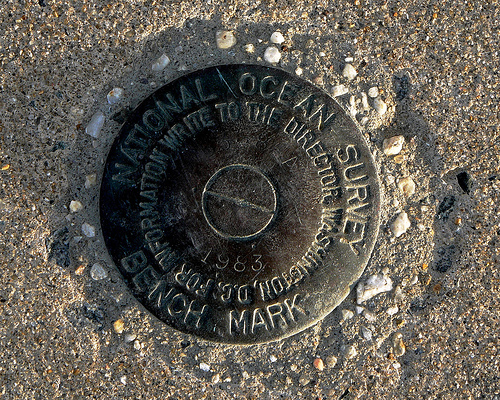 NATIONAL OCEAN SURVEY
FOR INFORMATION WRITE TO THE DIRECTOR, WASHINGTON, D.C.
1983
BENCH MARK